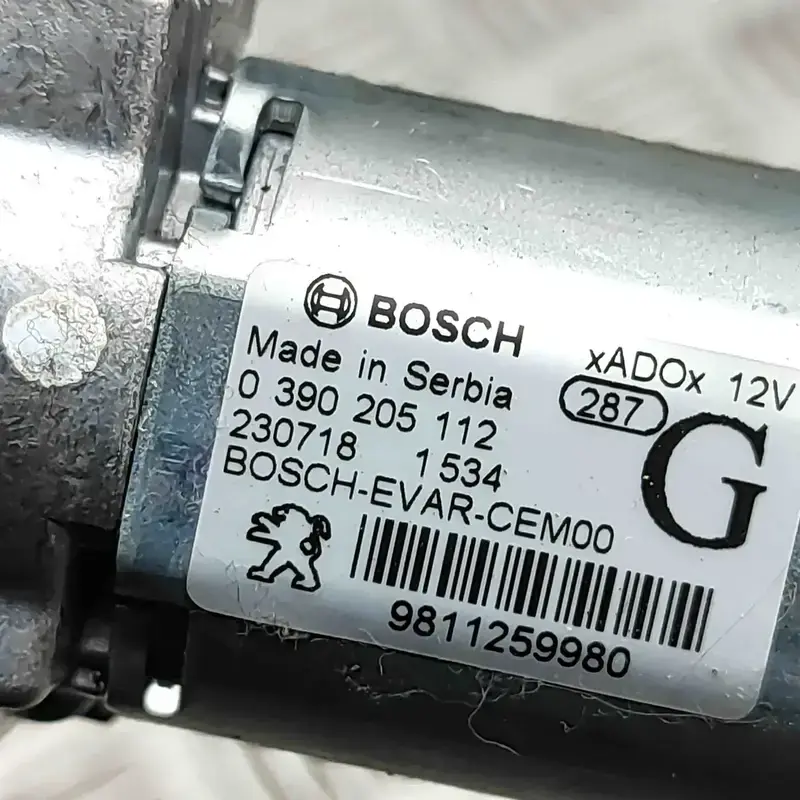 BOSCH
xADOx 12V
Made in Serbia
287
0 390 205 112
G
230718 1534
BOSCH-EVAR-CEM00
9811259980